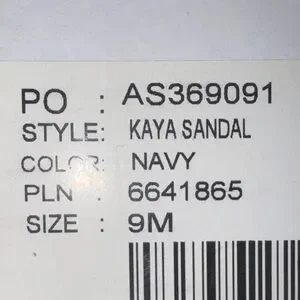 PO : AS369091
STYLE: KAYA SANDAL
COLOR: NAVY
PLN : 6641865
SIZE : 9M